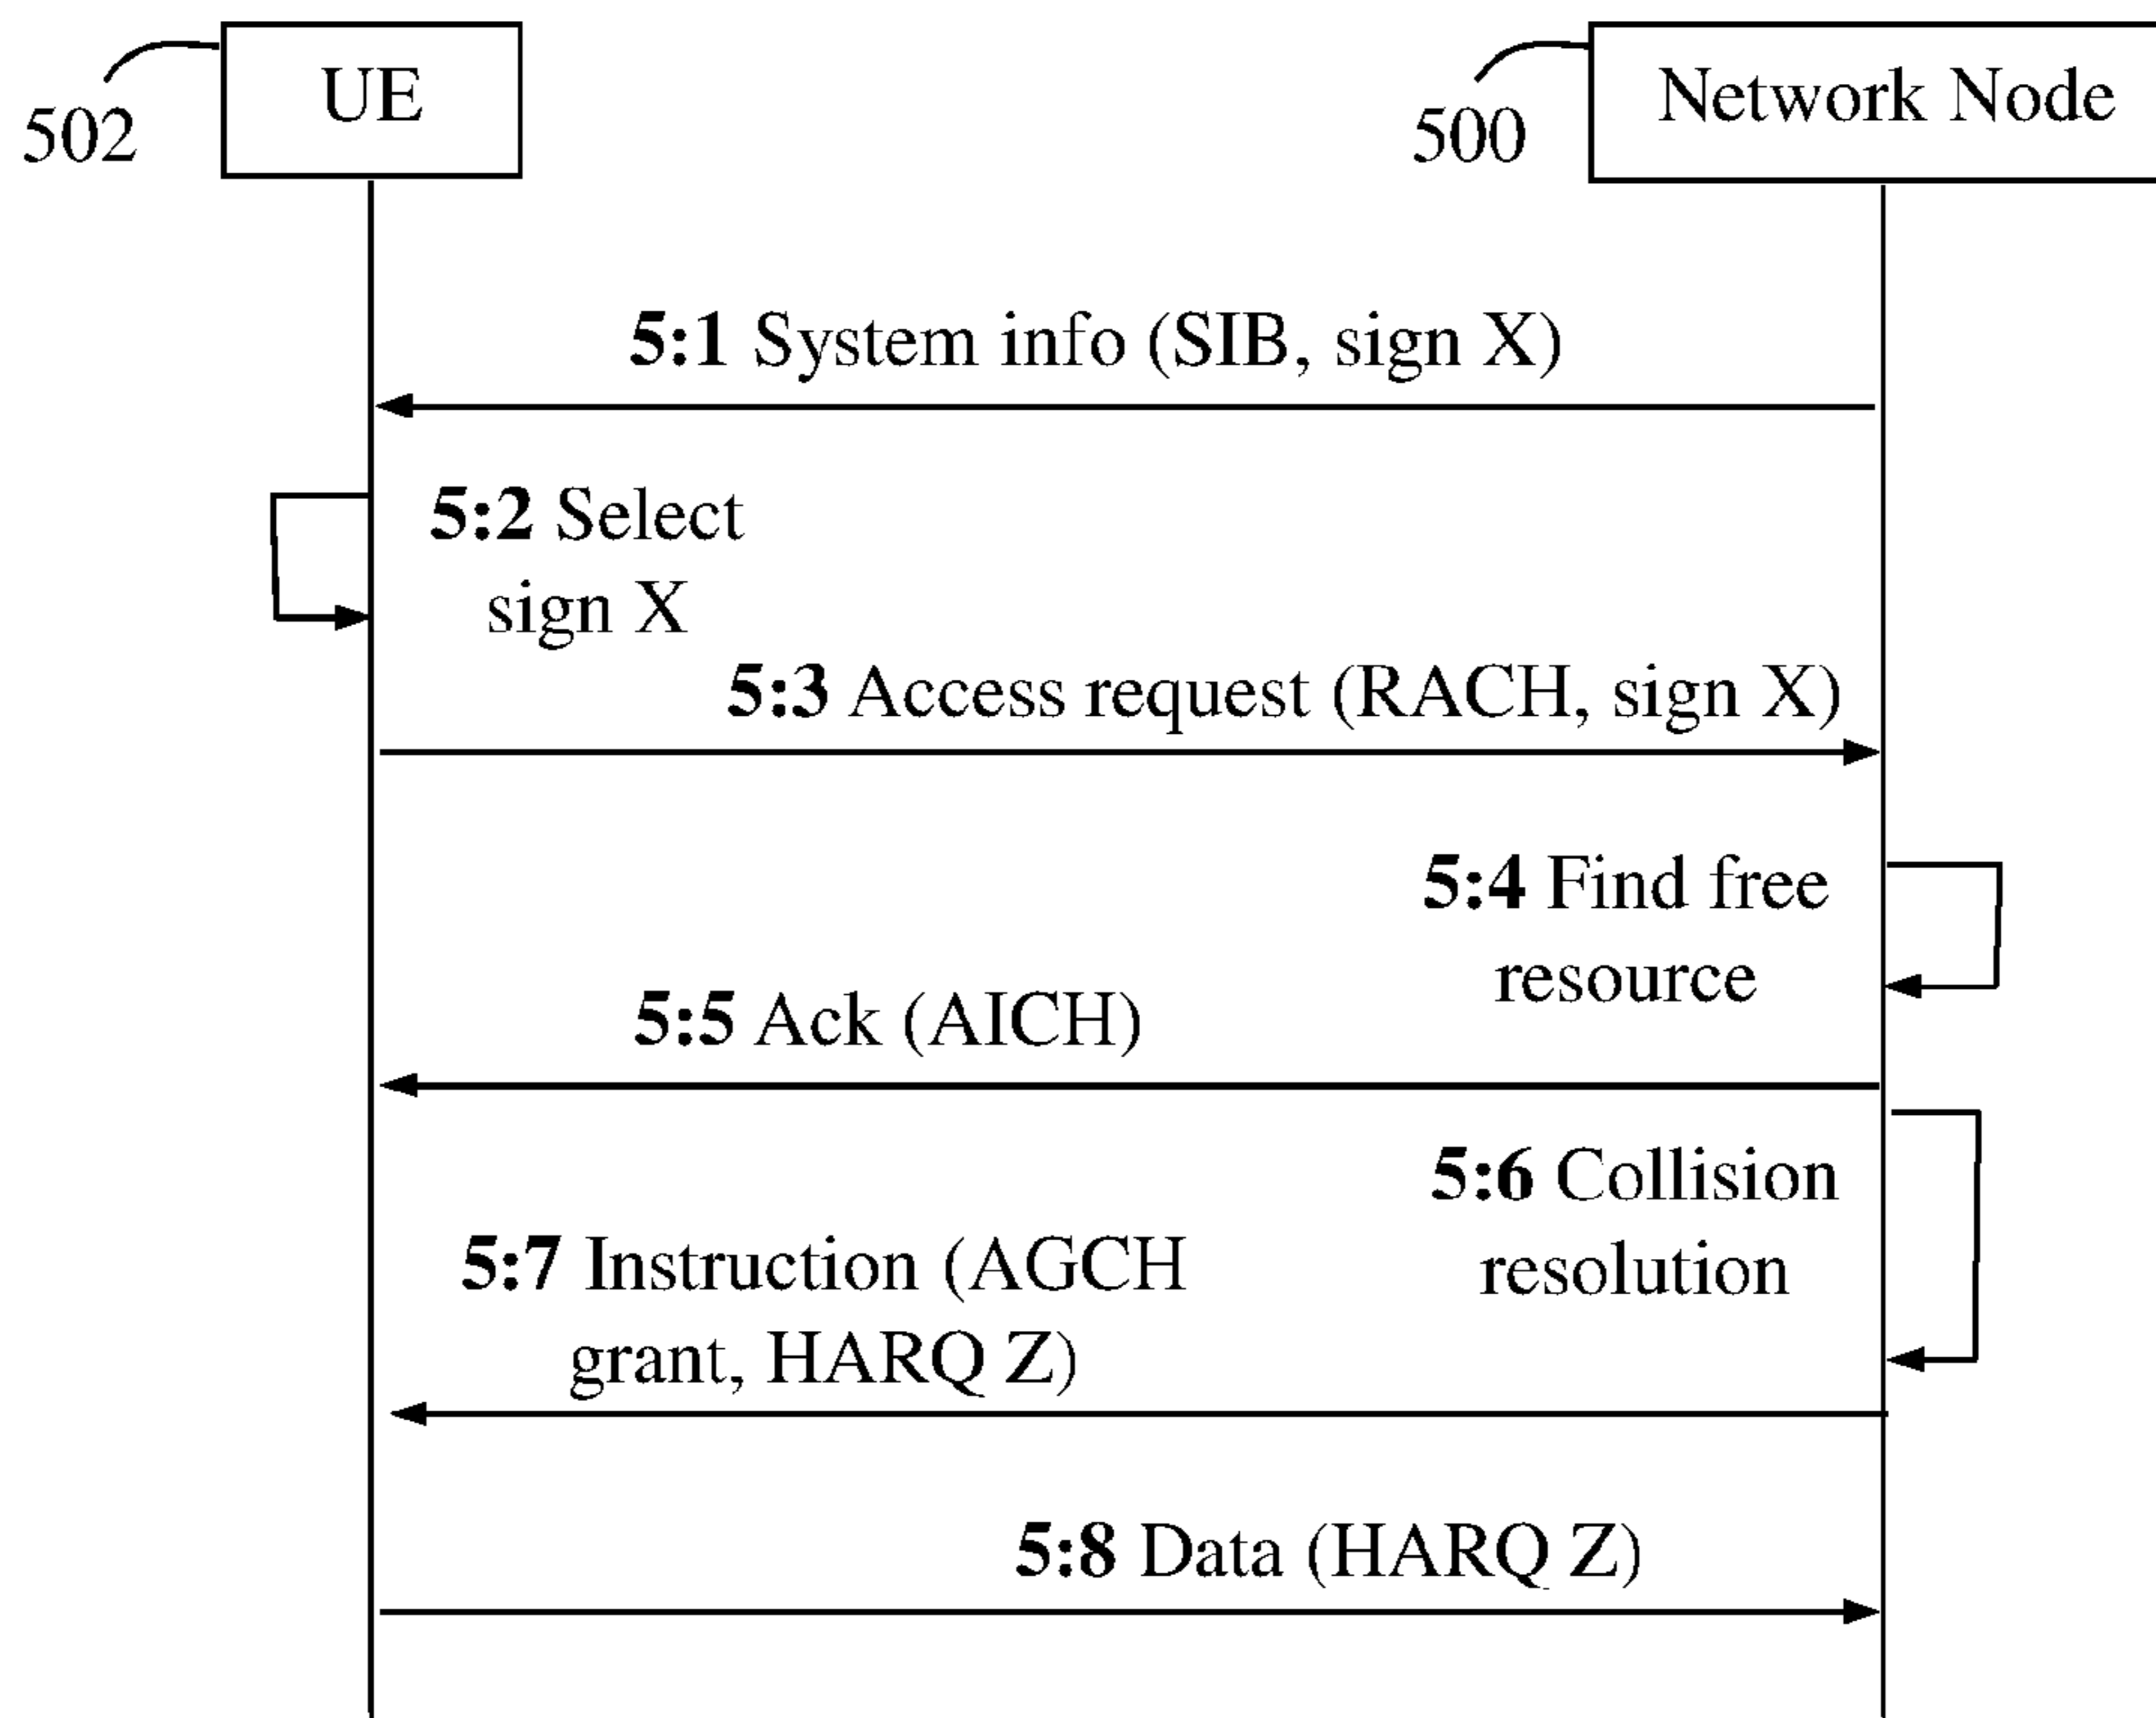 UE
Network Node
502
500
5:1 System info (SIB, sign X)
5:2 Select
sign X
5:3 Access request (RACH, sign X)
5:4 Find free
resource
5:5 Ack (AICH)
5:6 Collision
resolution
5:7 Instruction (AGCH
grant, HARQ Z)
5:8 Data (HARQ Z)